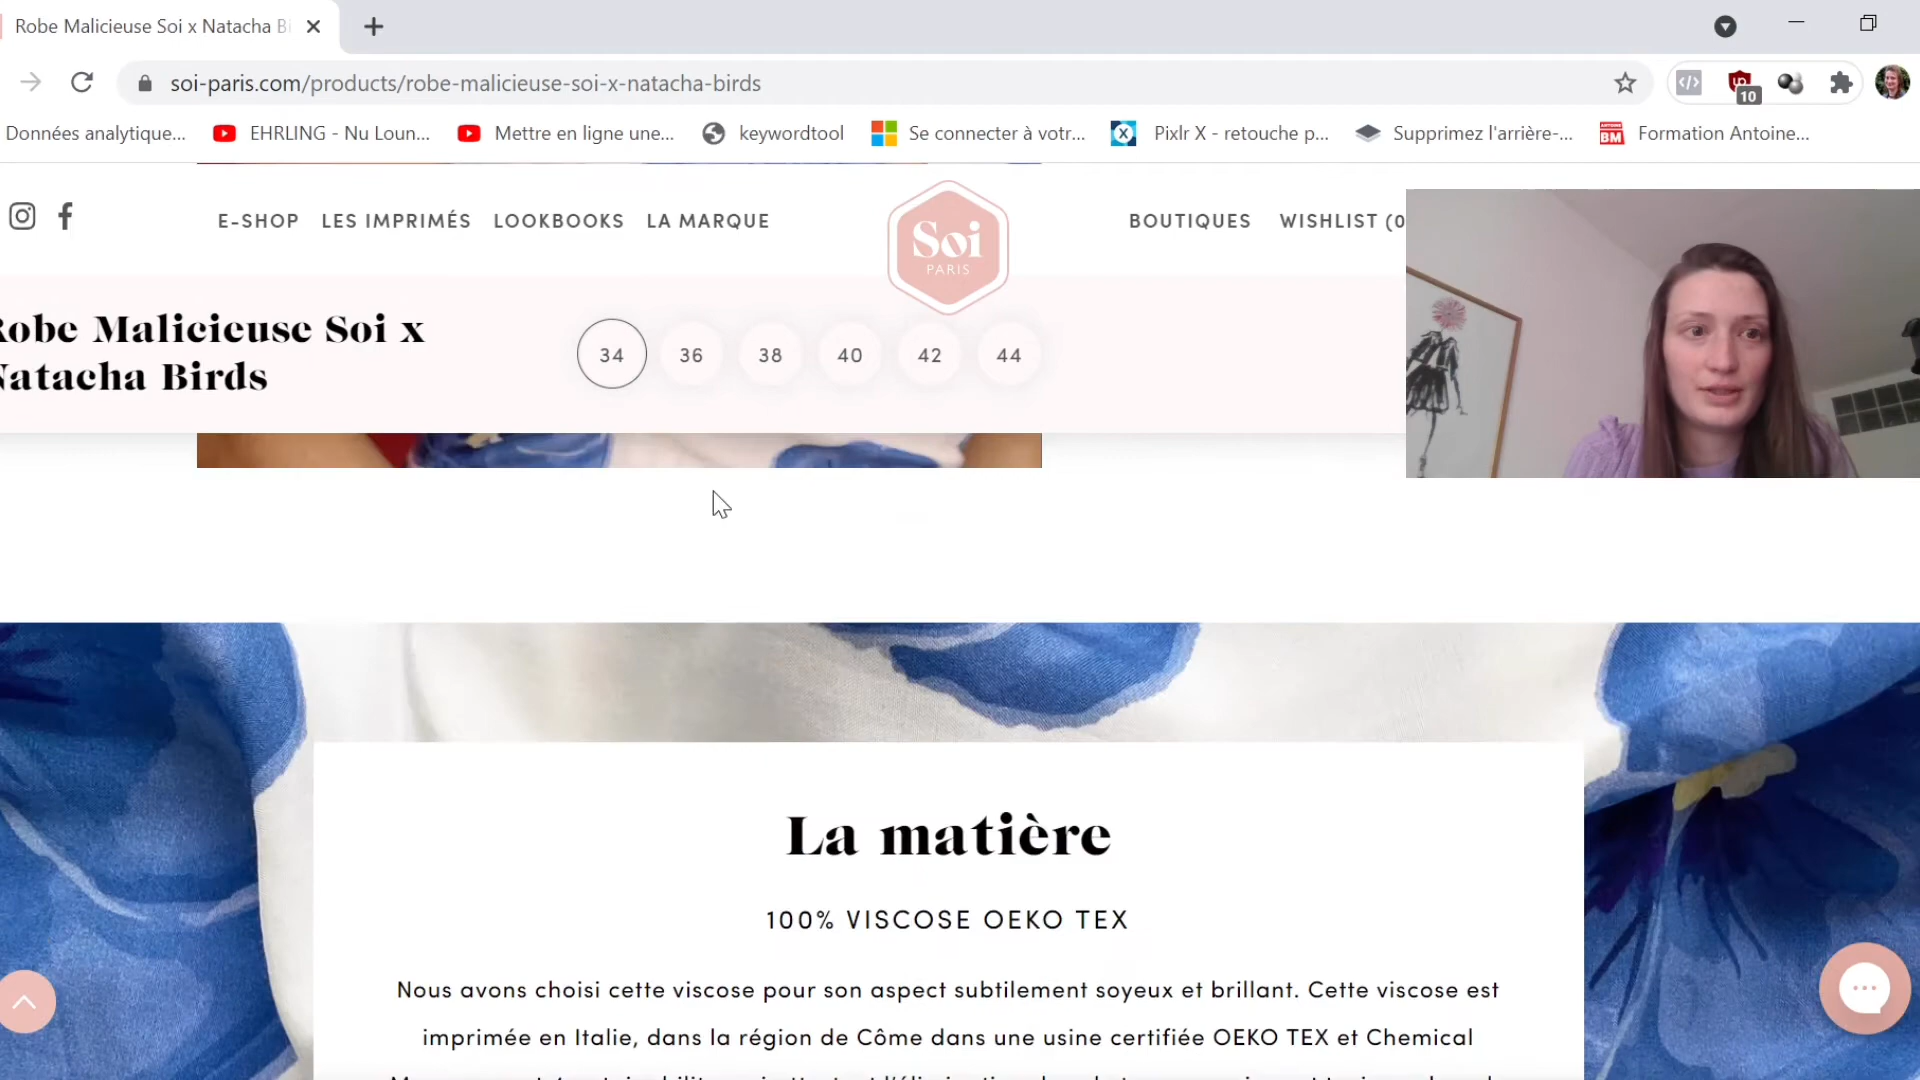 Robe Malicieuse Soi x Natacha Bi
soi-paris.com/products/robe-malicieuse-soi-x-natacha-birds
10
Données analytique...
EHRLING - Nu Loun...
Mettre en ligne une...
keywordtool
Se connecter à votr...
Pixlr X - retouche p...
Supprimez l'arrière-...
BM
Formation Antoine...
E-SHOP
LES IMPRIMÉS
LOOKBOOKS
LA MARQUE
Soi
PARIS
BOUTIQUES
WISHLIST (0
Robe Malicieuse Soi x
Natacha Birds
34
36
38
40
42
44
La matière
100% VISCOSE OEKO TEX
Nous avons choisi cette viscose pour son aspect subtilement soyeux et brillant. Cette viscose est
imprimée en Italie, dans la région de Côme dans une usine certifiée OEKO TEX et Chemical